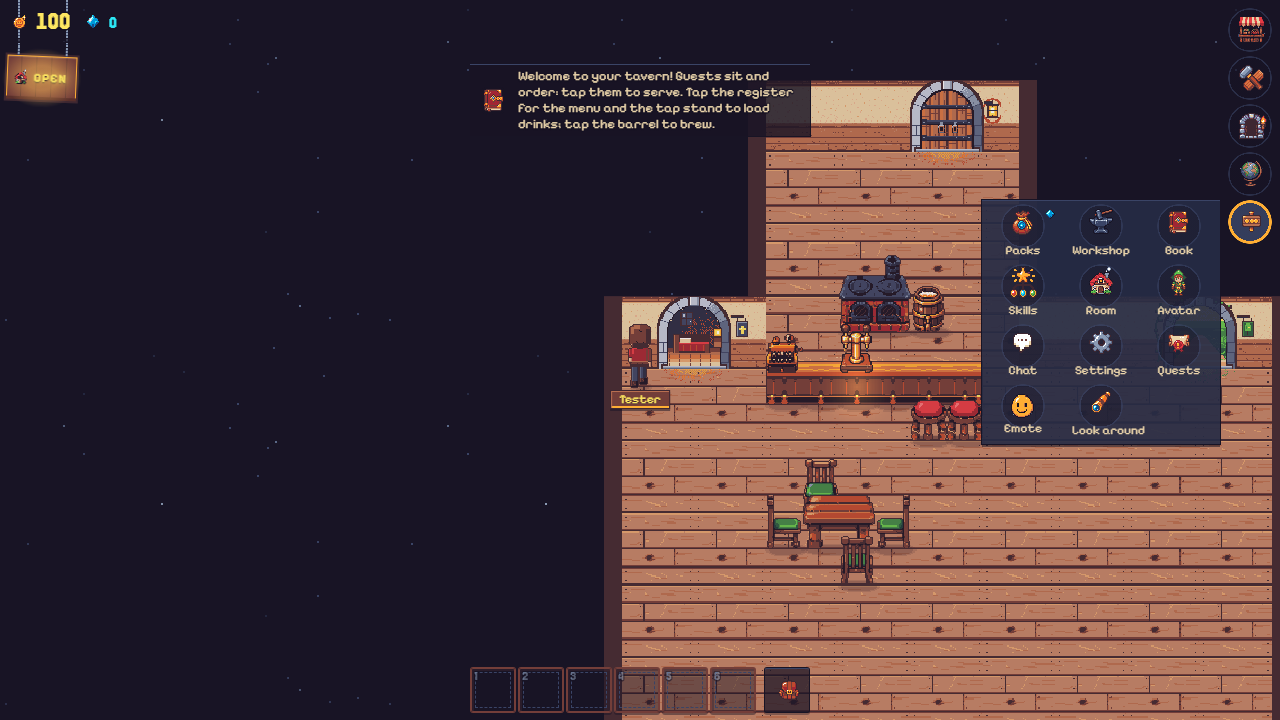 100
0
OPEN
Welcome to your tavern! Guests sit and
order: tap them to serve. Tap the register
for the menu and the tap stand to load
drinks: tap the barrel to brew.
Packs
Workshop
Book
Skills
Room
Avatar
Chat
Settings
Quests
Emote
Look around
Tester
1
2
3
4
5
6